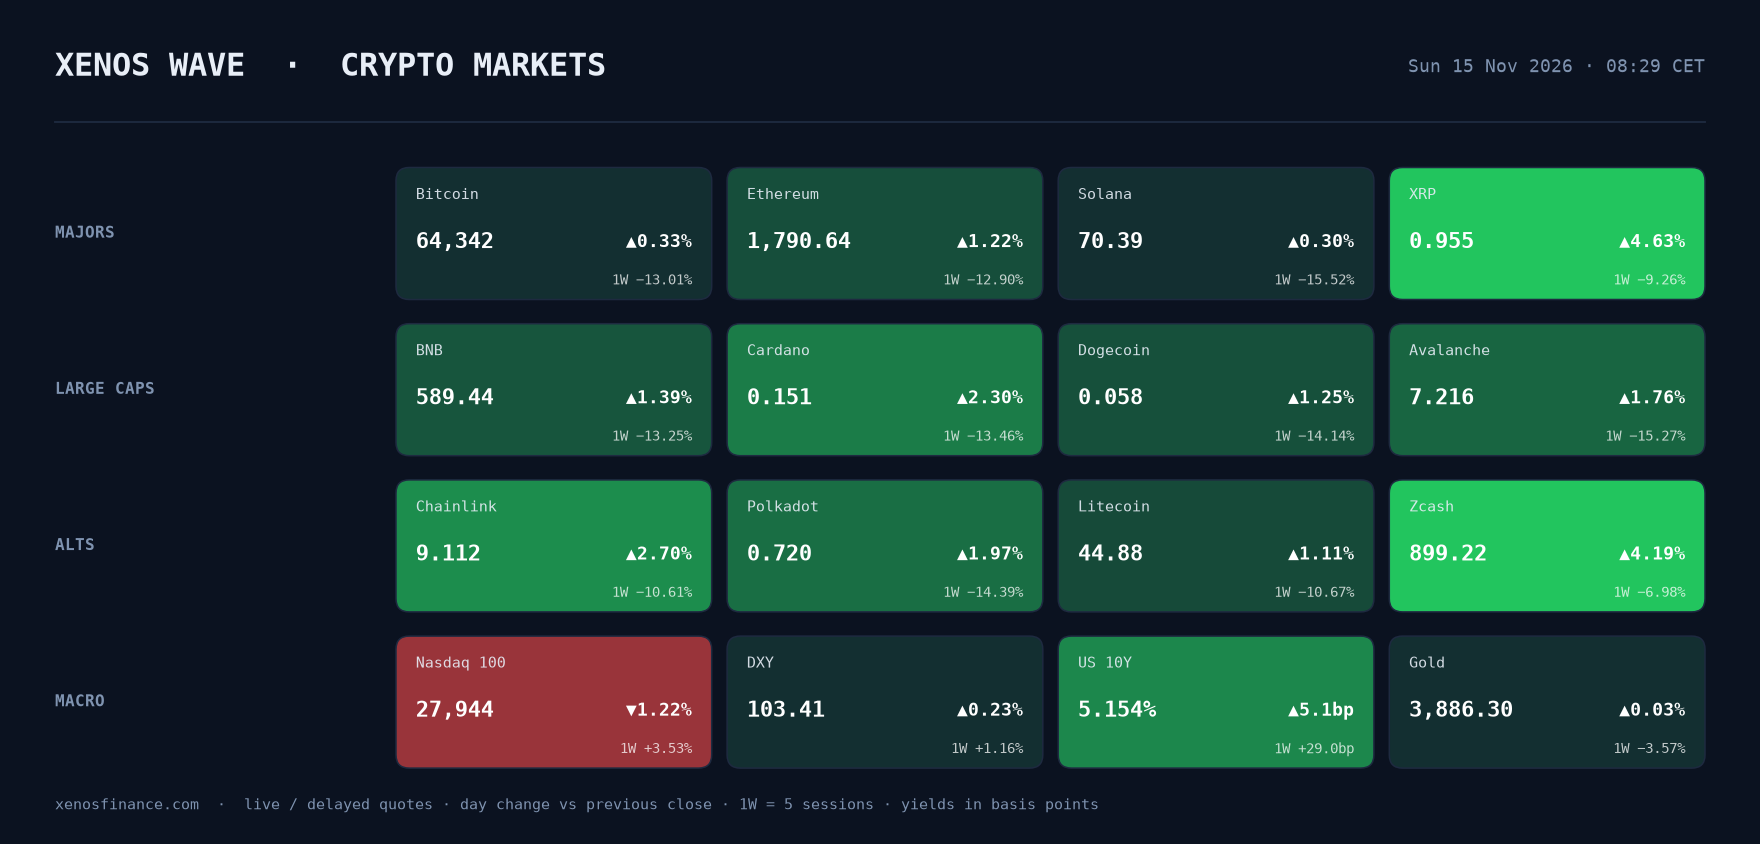 XENOS WAVE · CRYPTO MARKETS
Sun 15 Nov 2026 · 08:29 CET
MAJORS
Bitcoin
64,342 ▲0.33%
1W −13.01%
Ethereum
1,790.64 ▲1.22%
1W −12.90%
Solana
70.39 ▲0.30%
1W −15.52%
XRP
0.955 ▲4.63%
1W −9.26%
LARGE CAPS
BNB
589.44 ▲1.39%
1W −13.25%
Cardano
0.151 ▲2.30%
1W −13.46%
Dogecoin
0.058 ▲1.25%
1W −14.14%
Avalanche
7.216 ▲1.76%
1W −15.27%
ALTS
Chainlink
9.112 ▲2.70%
1W −10.61%
Polkadot
0.720 ▲1.97%
1W −14.39%
Litecoin
44.88 ▲1.11%
1W −10.67%
Zcash
899.22 ▲4.19%
1W −6.98%
MACRO
Nasdaq 100
27,944 ▼1.22%
1W +3.53%
DXY
103.41 ▲0.23%
1W +1.16%
US 10Y
5.154% ▲5.1bp
1W +29.0bp
Gold
3,886.30 ▲0.03%
1W −3.57%
xenosfinance.com · live / delayed quotes · day change vs previous close · 1W = 5 sessions · yields in basis points